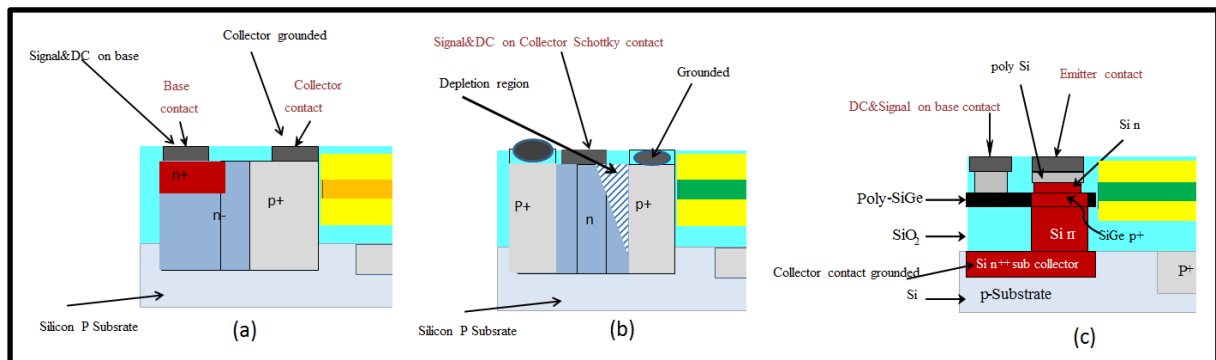 Signal&DC on base
Collector grounded
Base
contact
Collector
contact
n+
n-
p+
Silicon P Subsrate
(a)
Signal&DC on Collector Schottky contact
Depletion region
Grounded
P+
n
p+
Silicon P Subsrate
(b)
poly Si
Emitter contact
DC&Signal on base contact
Si n
Poly-SiGe
SiO2
Si n
SiGe p+
Collector contact grounded
Si n++ sub collector
Si
p-Substrate
P+
(c)